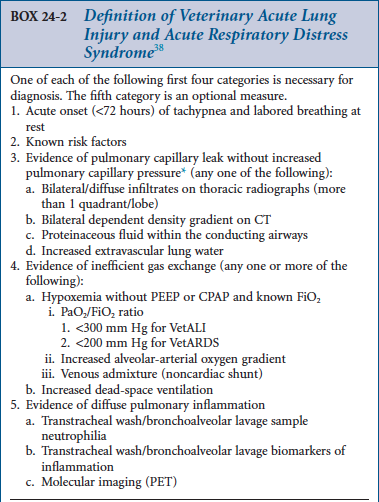 BOX 24-2 Definition of Veterinary Acute Lung
Injury and Acute Respiratory Distress
Syndrome38
One of each of the following first four categories is necessary for
diagnosis. The fifth category is an optional measure.
1. Acute onset (<72 hours) of tachypnea and labored breathing at
rest
2. Known risk factors
3. Evidence of pulmonary capillary leak without increased
pulmonary capillary pressure* (any one of the following):
a. Bilateral/diffuse infiltrates on thoracic radiographs (more
than 1 quadrant/lobe)
b. Bilateral dependent density gradient on CT
c. Proteinaceous fluid within the conducting airways
d. Increased extravascular lung water
4. Evidence of inefficient gas exchange (any one or more of the
following):
a. Hypoxemia without PEEP or CPAP and known FiO₂
i. PaO₂/FiO₂ ratio
1. <300 mm Hg for VetALI
2. <200 mm Hg for VetARDS
ii. Increased alveolar-arterial oxygen gradient
iii. Venous admixture (noncardiac shunt)
b. Increased dead-space ventilation
5. Evidence of diffuse pulmonary inflammation
a. Transtracheal wash/bronchoalveolar lavage sample
neutrophilia
b. Transtracheal wash/bronchoalveolar lavage biomarkers of
inflammation
c. Molecular imaging (PET)